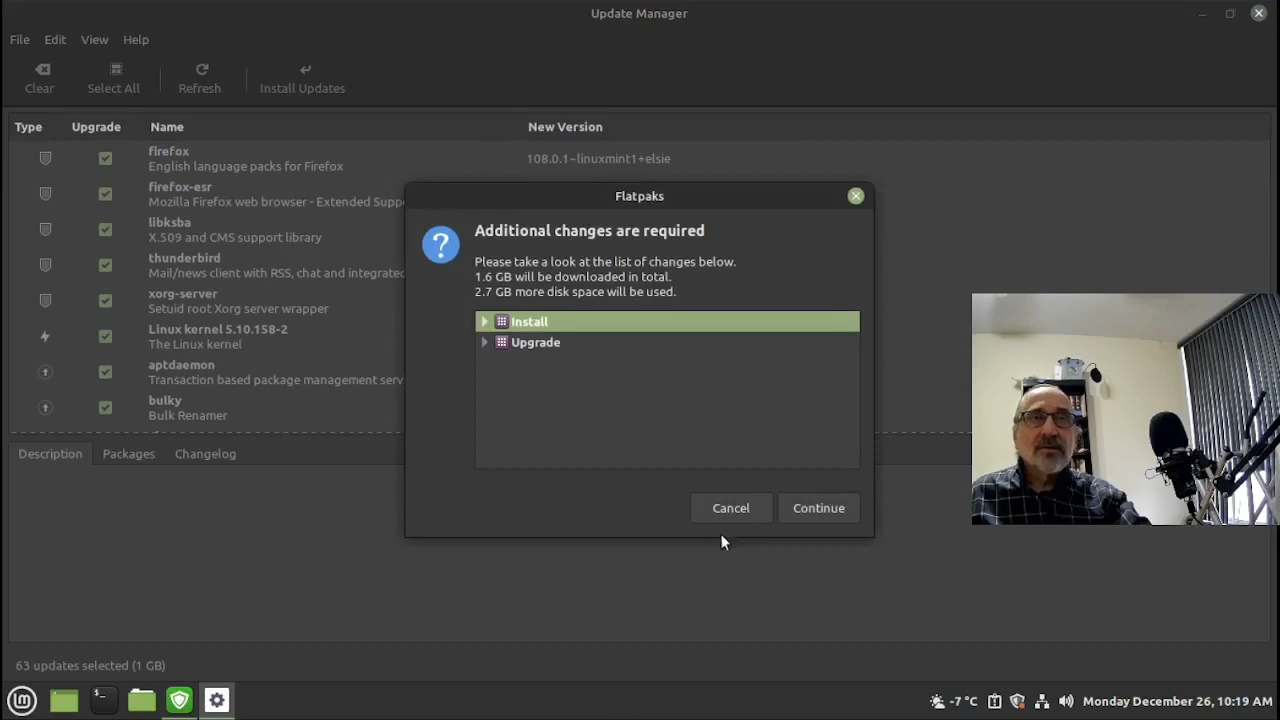 Update Manager
File Edit View Help
Clear Select All Refresh Install Updates
Type Upgrade Name New Version
firefox
English language packs for Firefox 108.0.1~linuxmint1+elsie
firefox-esr
Mozilla Firefox web browser - Extended Supp
libksba
X.509 and CMS support library
thunderbird
Mail/news client with RSS, chat and integrated
xorg-server
Setuid root Xorg server wrapper
Linux kernel 5.10.158-2
The Linux kernel
aptdaemon
Transaction based package management serv
bulky
Bulk Renamer
Flatpaks
Additional changes are required
Please take a look at the list of changes below.
1.6 GB will be downloaded in total.
2.7 GB more disk space will be used.
Install
Upgrade
Cancel Continue
Description Packages Changelog
63 updates selected (1 GB)
-7 °C Monday December 26, 10:19 AM